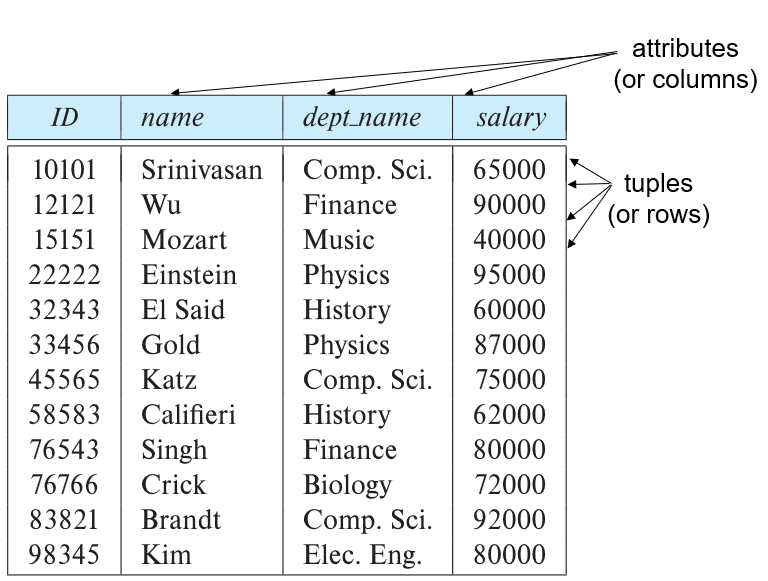 attributes
(or columns)
ID name dept_name salary
10101 Srinivasan Comp. Sci. 65000
12121 Wu Finance 90000
15151 Mozart Music 40000
22222 Einstein Physics 95000
32343 El Said History 60000
33456 Gold Physics 87000
45565 Katz Comp. Sci. 75000
58583 Califieri History 62000
76543 Singh Finance 80000
76766 Crick Biology 72000
83821 Brandt Comp. Sci. 92000
98345 Kim Elec. Eng. 80000
tuples
(or rows)